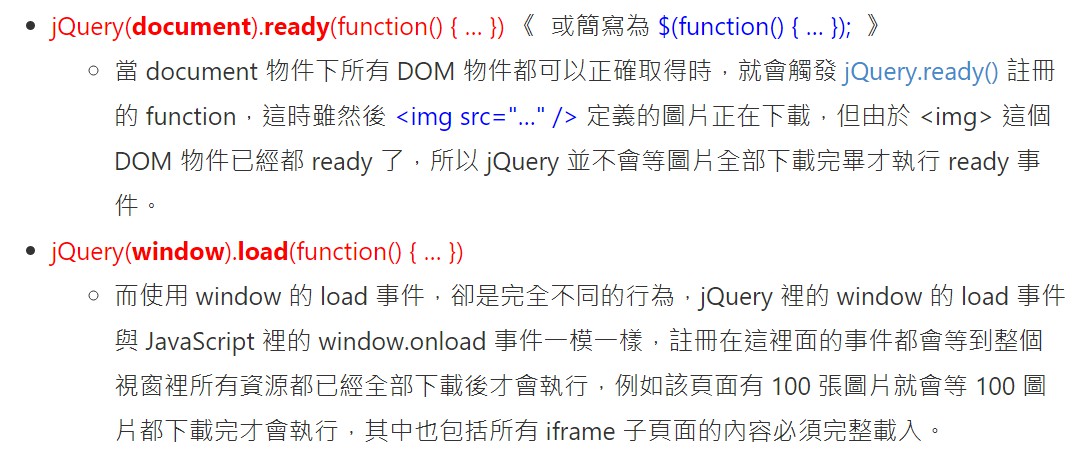 • jQuery(document).ready(function() { ... }) 《 或簡寫為 $(function() { ... }); 》
○ 當 document 物件下所有 DOM 物件都可以正確取得時，就會觸發 jQuery.ready() 註冊
的 function，這時雖然後 <img src="..." /> 定義的圖片正在下載，但由於 <img> 這個
DOM 物件已經都 ready 了，所以 jQuery 並不會等圖片全部下載完畢才執行 ready 事
件。
• jQuery(window).load(function() { ... })
○ 而使用 window 的 load 事件，卻是完全不同的行為，jQuery 裡的 window 的 load 事件
與 JavaScript 裡的 window.onload 事件一模一樣，註冊在這裡面的事件都會等到整個
視窗裡所有資源都已經全部下載後才會執行，例如該頁面有 100 張圖片就會等 100 圖
片都下載完才會執行，其中也包括所有 iframe 子頁面的內容必須完整載入。